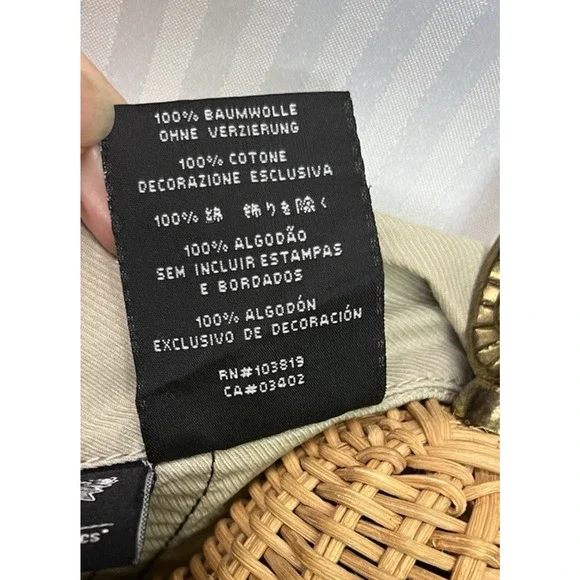 100% BAUMWOLLE
OHNE VERZIERUNG
100% COTONE
DECORAZIONE ESCLUSIVA
100% 綿 飾りを除く
100% ALGODÃO
SEM INCLUIR ESTAMPAS
E BORDADOS
100% ALGODÓN
EXCLUSIVO DE DECORACIÓN
RN#103819
CA#03402
cs